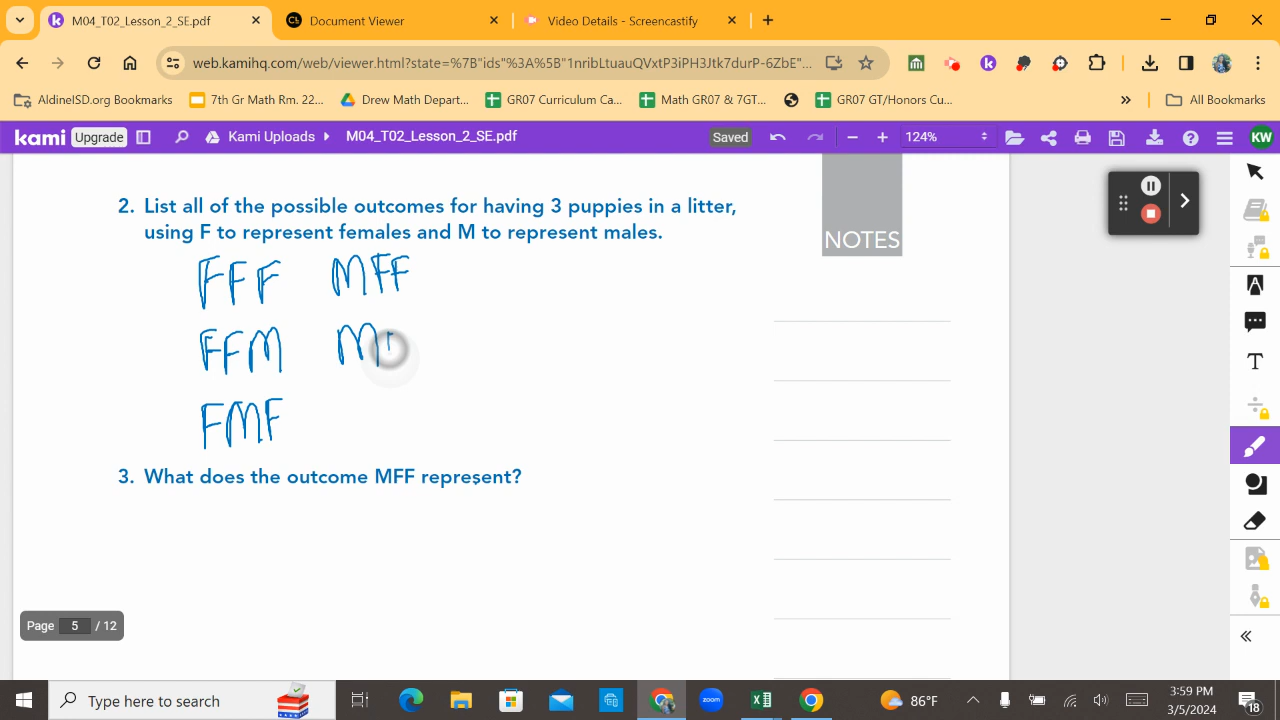 M04_T02_Lesson_2_SE.pdf
Document Viewer
Video Details - Screencastify
web.kamihq.com/web/viewer.html?state=%7B"ids"%3A%5B"1nribLtuauQVxtP3iPH3Jtk7durP-6ZbE"...
AldineISD.org Bookmarks
7th Gr Math Rm. 22...
Drew Math Depart...
GR07 Curriculum Ca...
Math GR07 & 7GT...
GR07 GT/Honors Cu...
»
All Bookmarks
kami Upgrade
Kami Uploads
M04_T02_Lesson_2_SE.pdf
Saved
124%
KW
NOTES
2. List all of the possible outcomes for having 3 puppies in a litter,
using F to represent females and M to represent males.
FFF MFF
FFM M
FMF
3. What does the outcome MFF represent?
Page 5 / 12
Type here to search
zoom
86°F
3:59 PM
3/5/2024
18